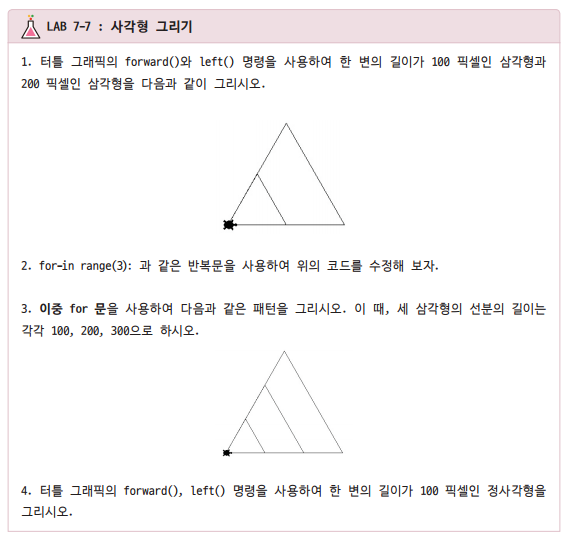 LAB 7-7 : 사각형 그리기
1. 터틀 그래픽의 forward()와 left() 명령을 사용하여 한 변의 길이가 100 픽셀인 삼각형과
200 픽셀인 삼각형을 다음과 같이 그리시오.
2. for-in range(3): 과 같은 반복문을 사용하여 위의 코드를 수정해 보자.
3. 이중 for 문을 사용하여 다음과 같은 패턴을 그리시오. 이 때, 세 삼각형의 선분의 길이는
각각 100, 200, 300으로 하시오.
4. 터틀 그래픽의 forward(), left() 명령을 사용하여 한 변의 길이가 100 픽셀인 정사각형을
그리시오.